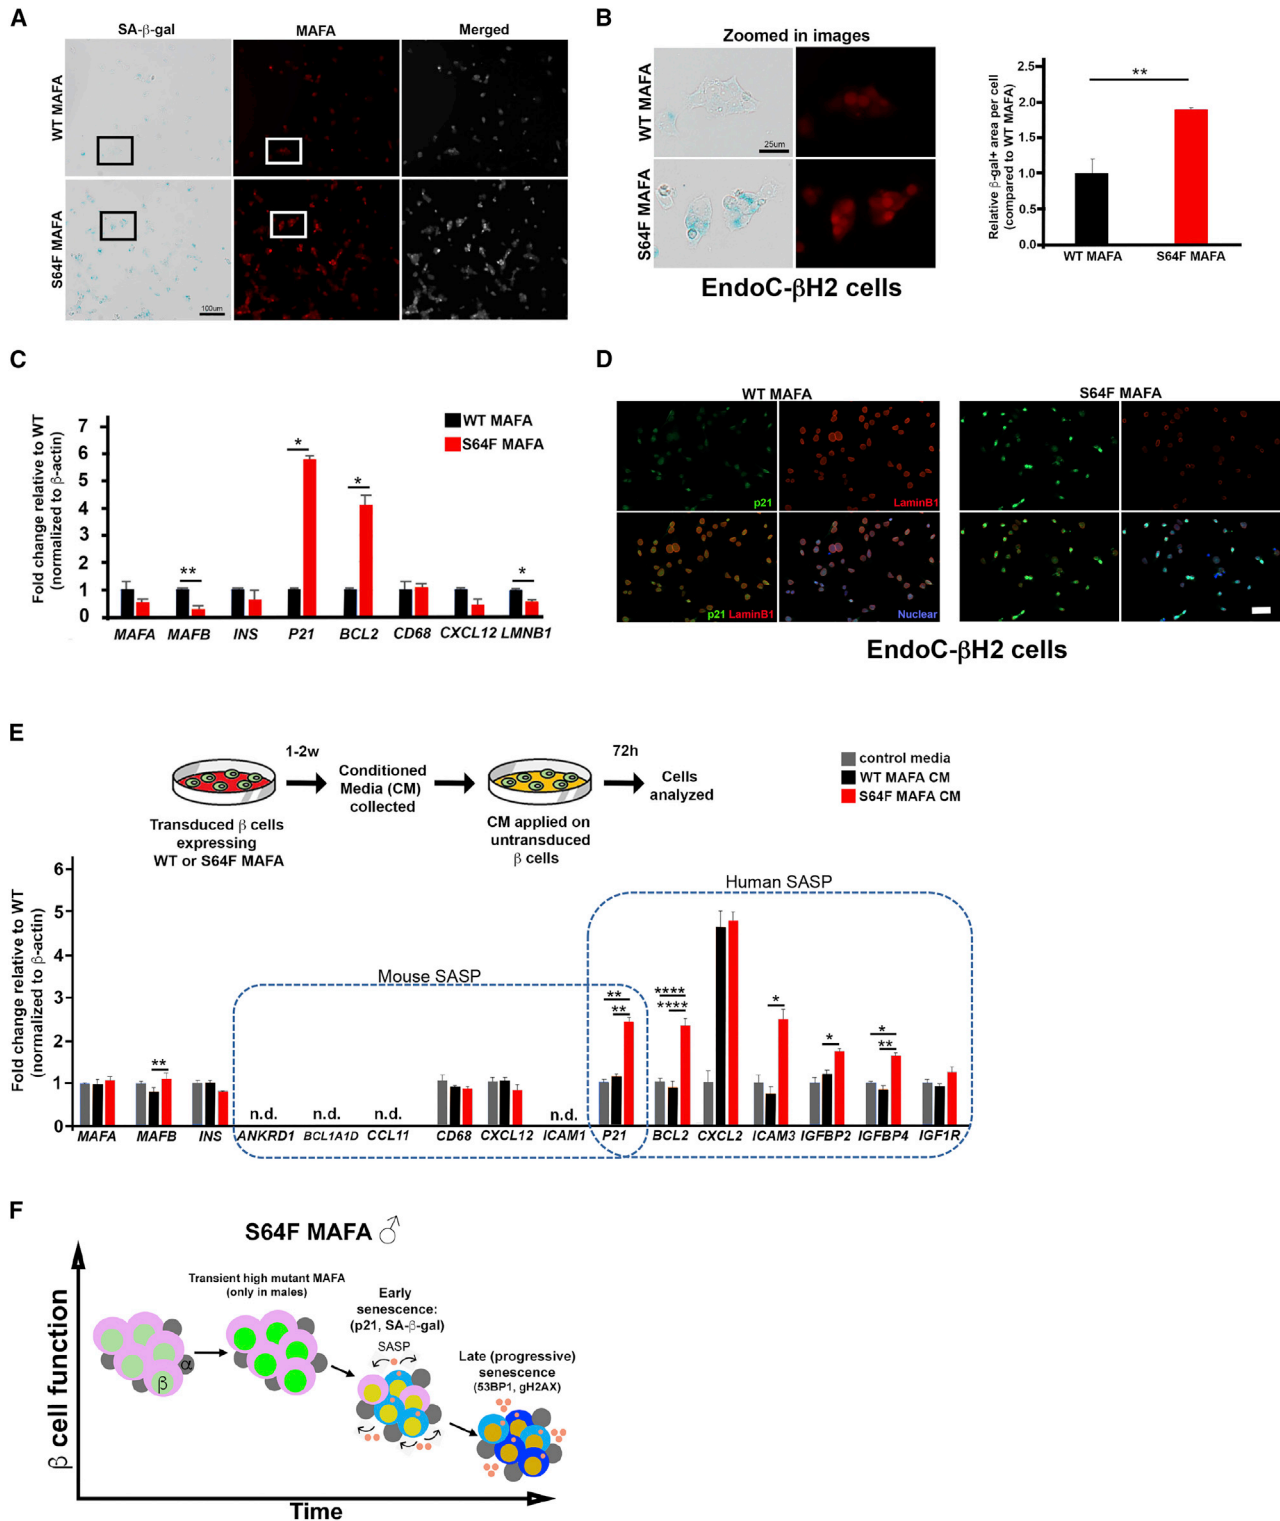 A
SA-β-gal
MAFA
Merged
WT MAFA
S64F MAFA
100um
B
Zoomed in images
WT MAFA
S64F MAFA
25um
EndoC-βH2 cells
Relative β-gal+ area per cell
(compared to WT MAFA)
2.5
2.0
1.5
1.0
0.5
0.0
**
WT MAFA
S64F MAFA
C
Fold change relative to WT
(normalized to β-actin)
7
6
5
4
3
2
1
0
WT MAFA
S64F MAFA
**
*
*
*
MAFA MAFB INS P21 BCL2 CD68 CXCL12 LMNB1
D
WT MAFA
S64F MAFA
p21
LaminB1
p21 LaminB1
Nuclear
EndoC-βH2 cells
E
1-2w
72h
Transduced β cells
expressing
WT or S64F MAFA
Conditioned
Media (CM)
collected
CM applied on
untransduced
β cells
Cells
analyzed
control media
WT MAFA CM
S64F MAFA CM
Fold change relative to WT
(normalized to β-actin)
6
5
4
3
2
1
0
Mouse SASP
Human SASP
**
n.d.
n.d.
n.d.
n.d.
**
**
****
****
*
*
*
**
MAFA MAFB INS ANKRD1 BCL1A1D CCL11 CD68 CXCL12 ICAM1 P21 BCL2 CXCL2 ICAM3 IGFBP2 IGFBP4 IGF1R
F
S64F MAFA ♂
β cell function
Time
Transient high mutant MAFA
(only in males)
α
β
Early
senescence:
(p21, SA-β-gal)
SASP
Late (progressive)
senescence
(53BP1, gH2AX)